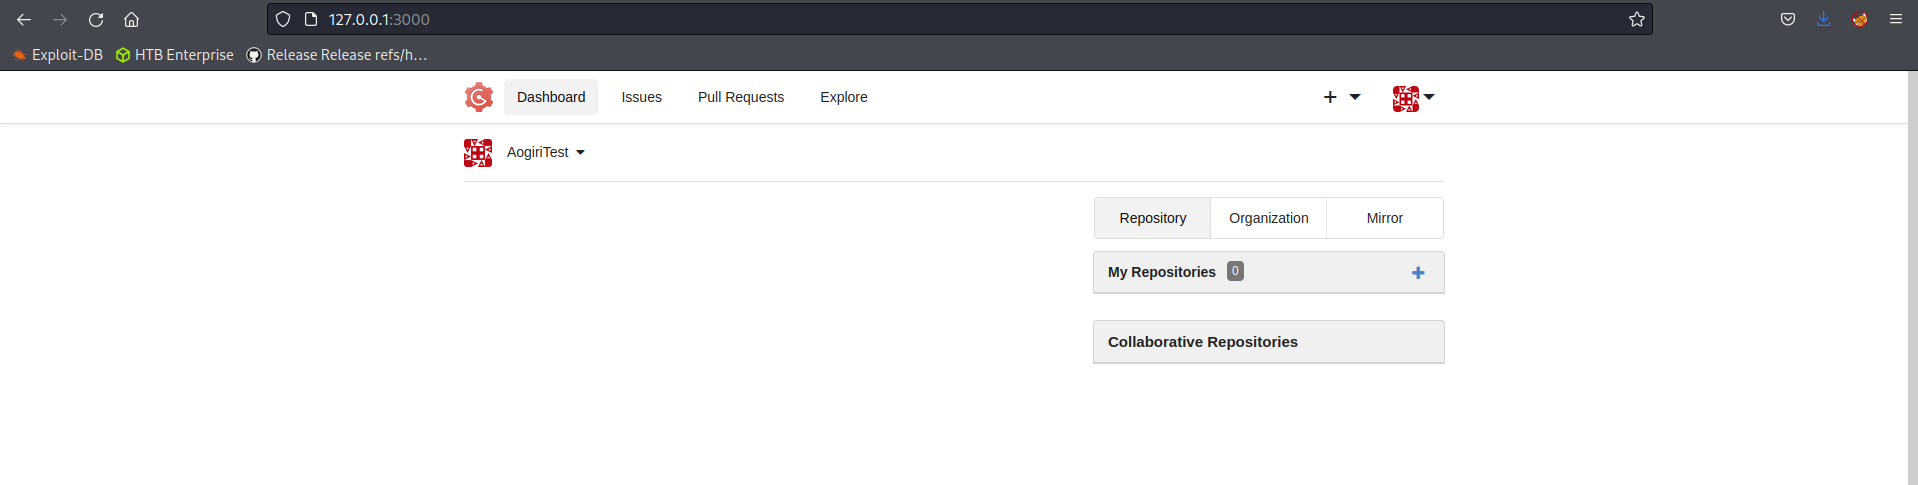 127.0.0.1:3000
Exploit-DB HTB Enterprise Release Release refs/h...
Dashboard Issues Pull Requests Explore
AogiriTest
Repository Organization Mirror
My Repositories 0
Collaborative Repositories